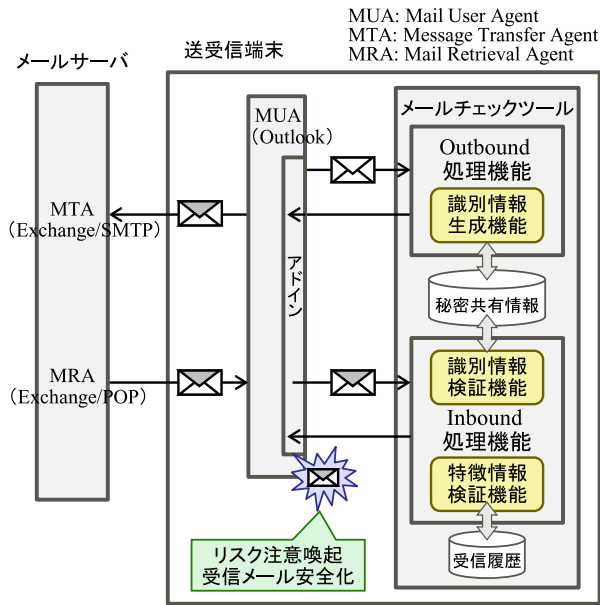 MUA: Mail User Agent
MTA: Message Transfer Agent
MRA: Mail Retrieval Agent
メールサーバ
送受信端末
MUA
（Outlook）
アドイン
メールチェックツール
Outbound
処理機能
識別情報
生成機能
MTA
（Exchange/SMTP）
秘密共有情報
MRA
（Exchange/POP）
識別情報
検証機能
Inbound
処理機能
特徴情報
検証機能
受信履歴
リスク注意喚起
受信メール安全化